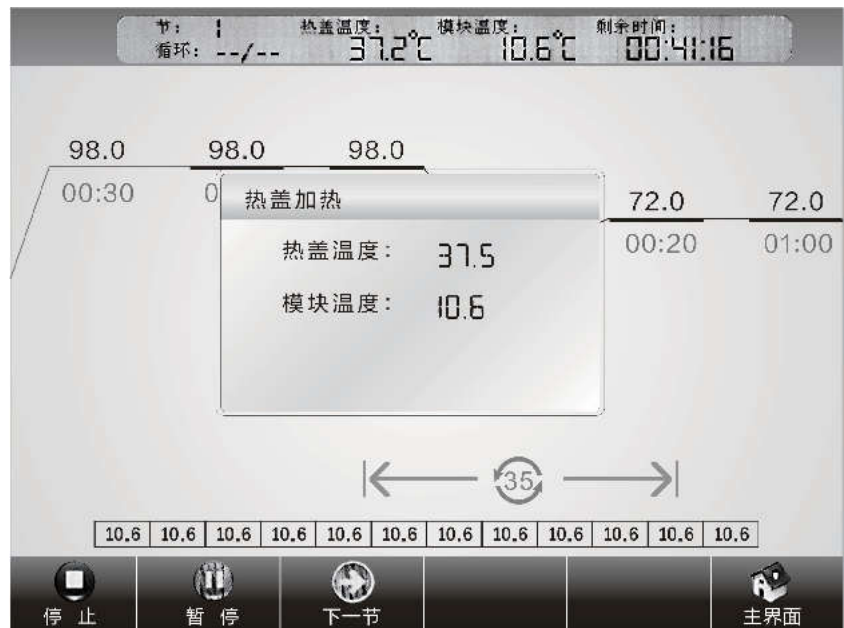 节: 1 热盖温度: 37.2℃ 模块温度: 10.6℃ 剩余时间: 00:41:16
循环: --/--
98.0 98.0 98.0
00:30 0
72.0 72.0
00:20 01:00
热盖加热
热盖温度: 37.5
模块温度: 10.6
35
10.6 10.6 10.6 10.6 10.6 10.6 10.6 10.6 10.6 10.6 10.6 10.6
停止 暂停 下一节 主界面